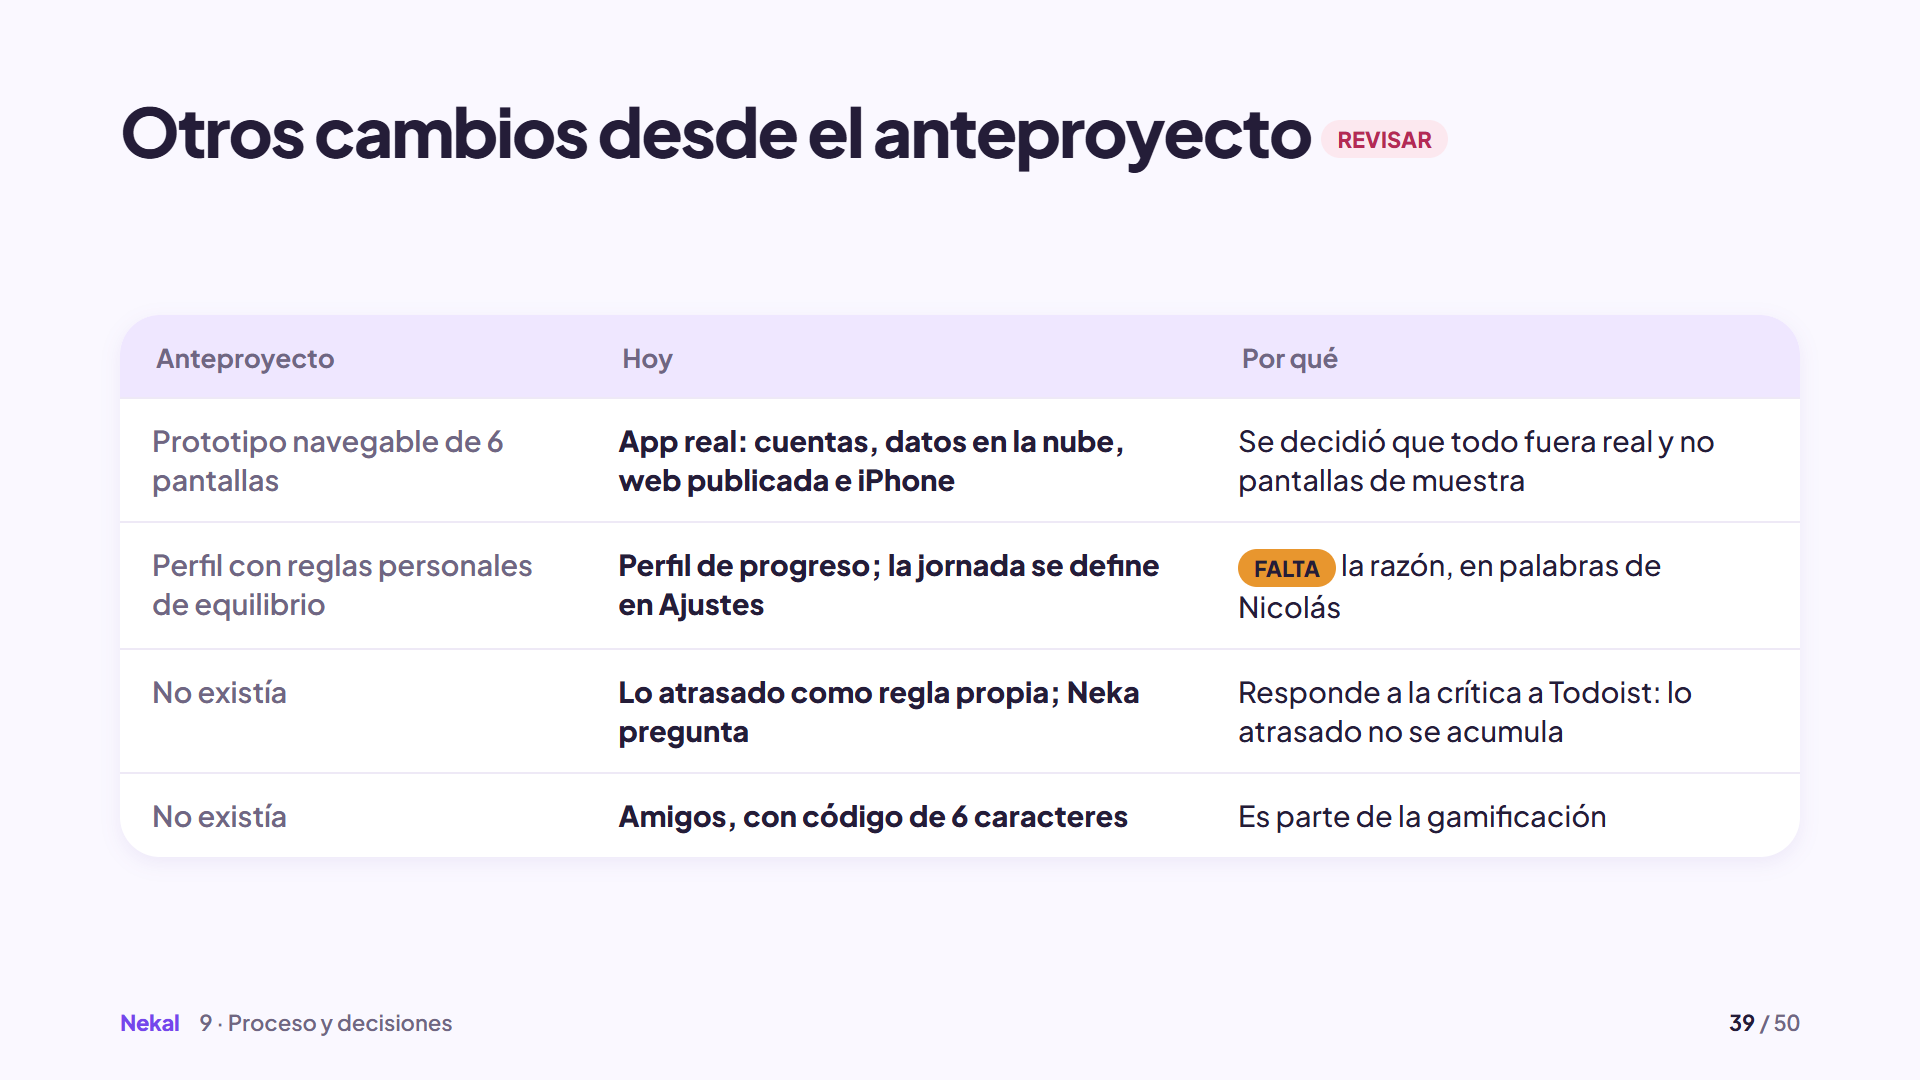 Otros cambios desde el anteproyecto REVISAR
Anteproyecto Hoy Por qué
Prototipo navegable de 6
pantallas
App real: cuentas, datos en la nube,
web publicada e iPhone
Se decidió que todo fuera real y no
pantallas de muestra
Perfil con reglas personales
de equilibrio
Perfil de progreso; la jornada se define
en Ajustes
FALTA la razón, en palabras de
Nicolás
No existía
Lo atrasado como regla propia; Neka
pregunta
Responde a la crítica a Todoist: lo
atrasado no se acumula
No existía
Amigos, con código de 6 caracteres
Es parte de la gamificación
Nekal 9 · Proceso y decisiones
39 / 50